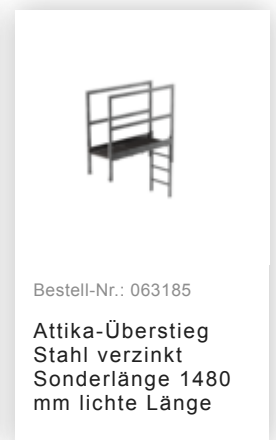 Bestell-Nr.: 063185
Attika-Überstieg
Stahl verzinkt
Sonderlänge 1480
mm lichte Länge